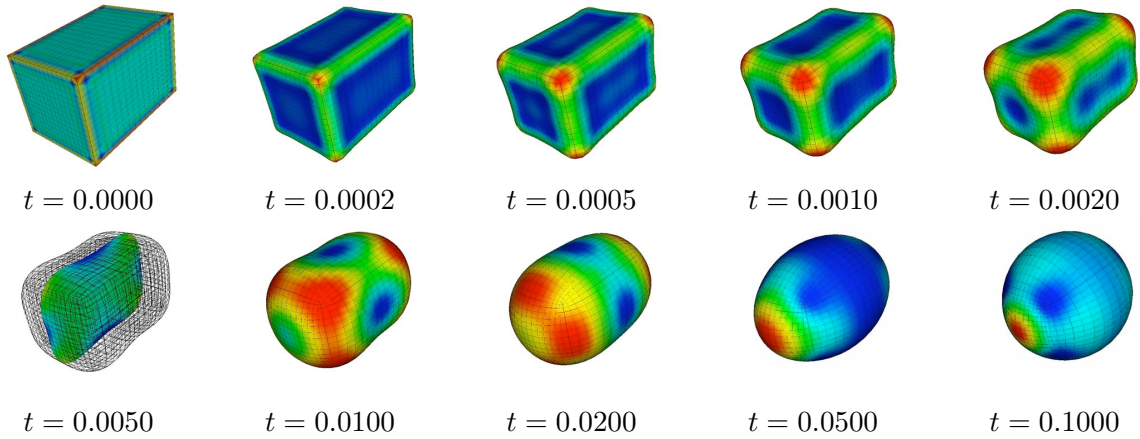 t = 0.0000 t = 0.0002 t = 0.0005 t = 0.0010 t = 0.0020
t = 0.0050 t = 0.0100 t = 0.0200 t = 0.0500 t = 0.1000